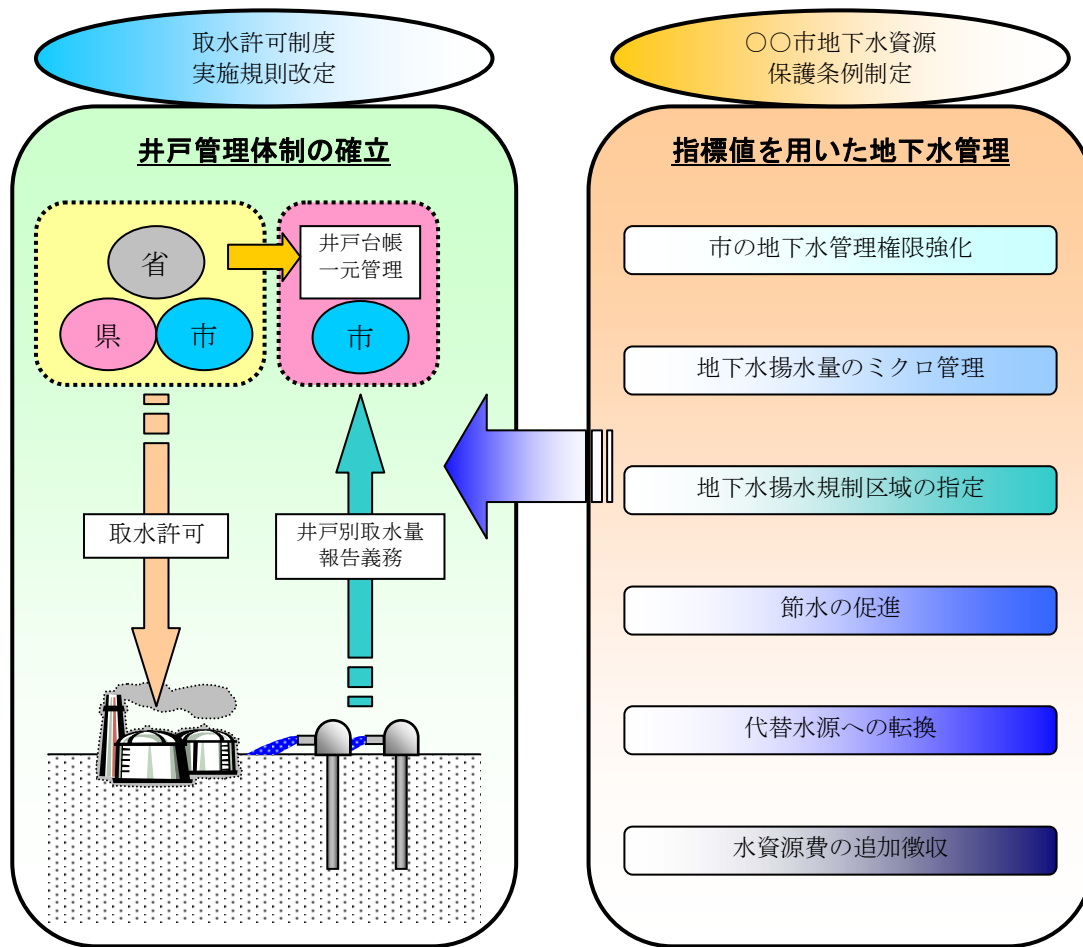 取水許可制度
実施規則改定
〇〇市地下水資源
保護条例制定
井戸管理体制の確立
省
県
市
井戸台帳
一元管理
市
取水許可
井戸別取水量
報告義務
指標値を用いた地下水管理
市の地下水管理権限強化
地下水揚水量のミクロ管理
地下水揚水規制区域の指定
節水の促進
代替水源への転換
水資源費の追加徴収